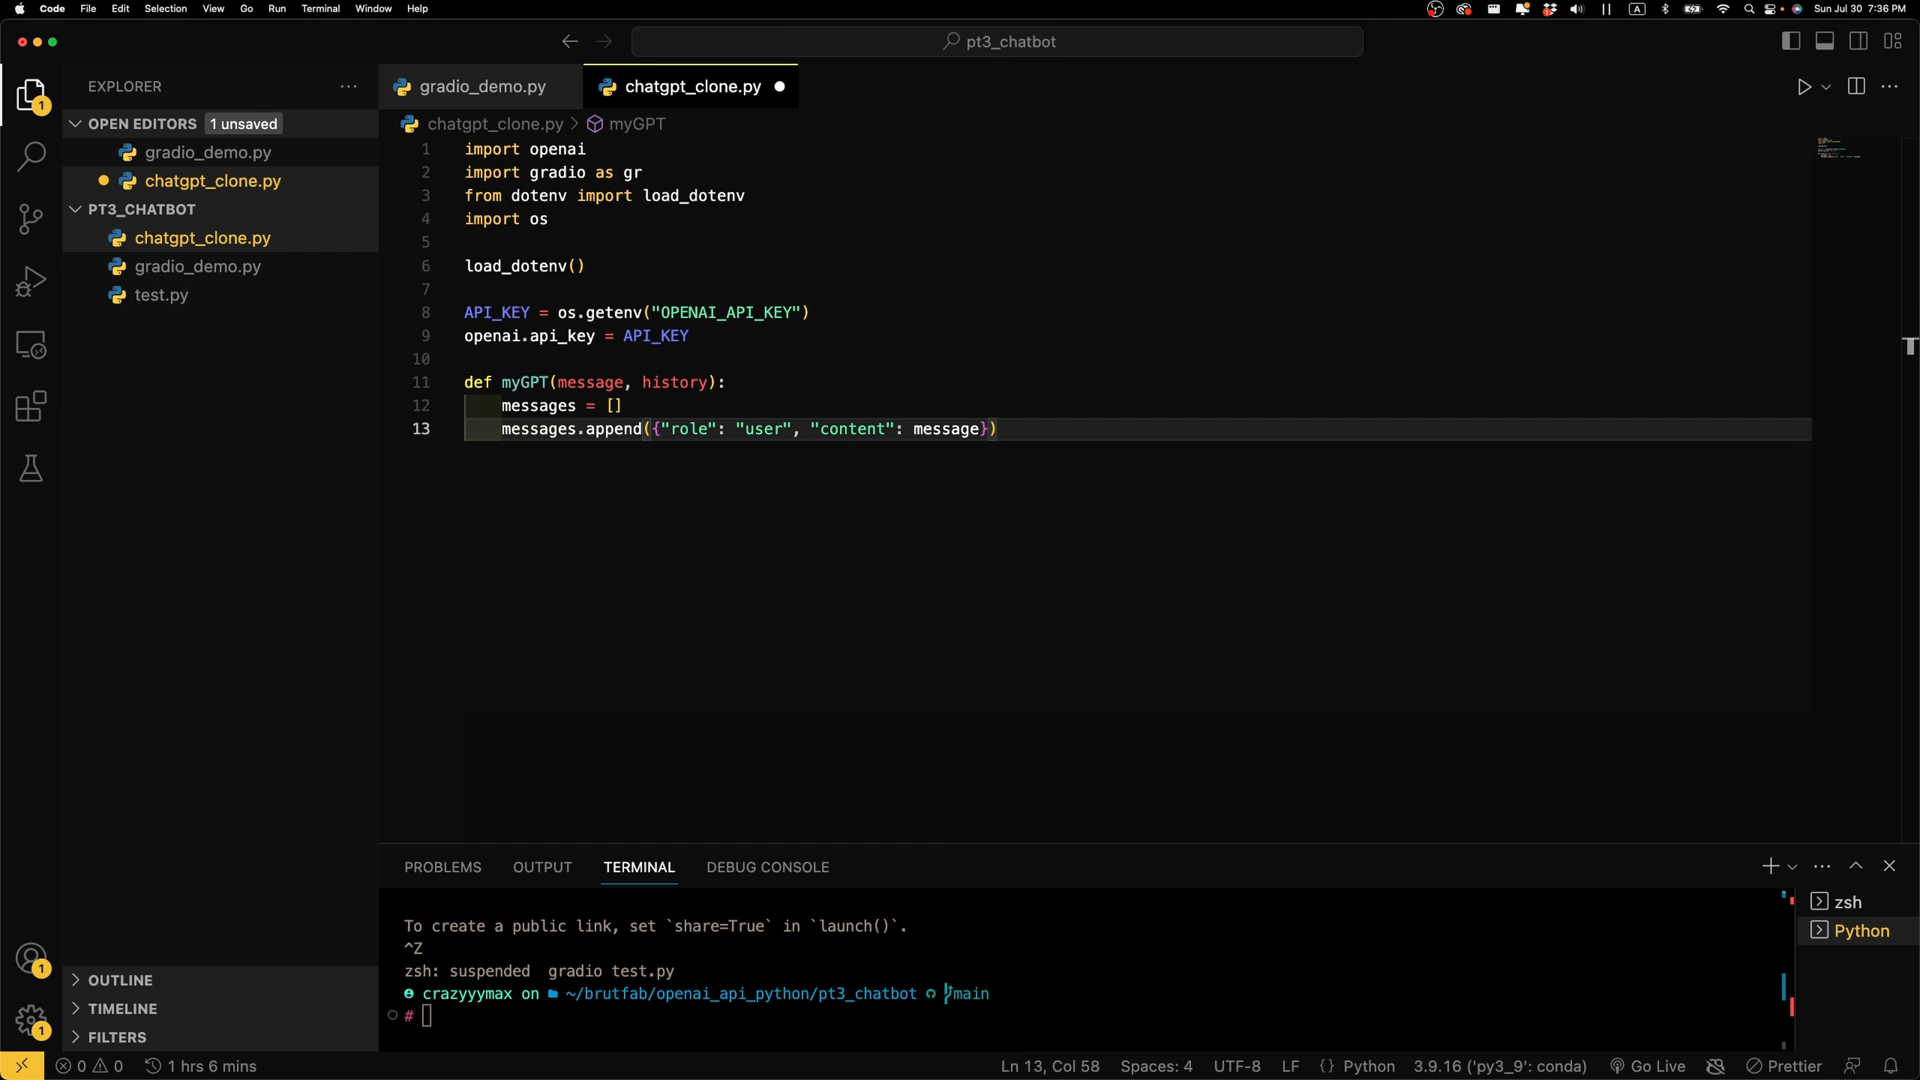 Code File Edit Selection View Go Run Terminal Window Help
A
Sun Jul 30 7:36 PM
pt3_chatbot
1
EXPLORER
gradio_demo.py
chatgpt_clone.py
OPEN EDITORS 1 unsaved
gradio_demo.py
chatgpt_clone.py
PT3_CHATBOT
chatgpt_clone.py
gradio_demo.py
test.py
chatgpt_clone.py > myGPT
1 import openai
2 import gradio as gr
3 from dotenv import load_dotenv
4 import os
5
6 load_dotenv()
7
8 API_KEY = os.getenv("OPENAI_API_KEY")
9 openai.api_key = API_KEY
10
11 def myGPT(message, history):
12 messages = []
13 messages.append({"role": "user", "content": message})
PROBLEMS OUTPUT TERMINAL DEBUG CONSOLE
To create a public link, set `share=True` in `launch()`.
^Z
zsh: suspended gradio test.py
crazyyymax on ~/brutfab/openai_api_python/pt3_chatbot main
#
zsh
Python
1
1
OUTLINE
TIMELINE
FILTERS
0 0 1 hrs 6 mins
Ln 13, Col 58 Spaces: 4 UTF-8 LF {} Python 3.9.16 ('py3_9': conda) Go Live Prettier